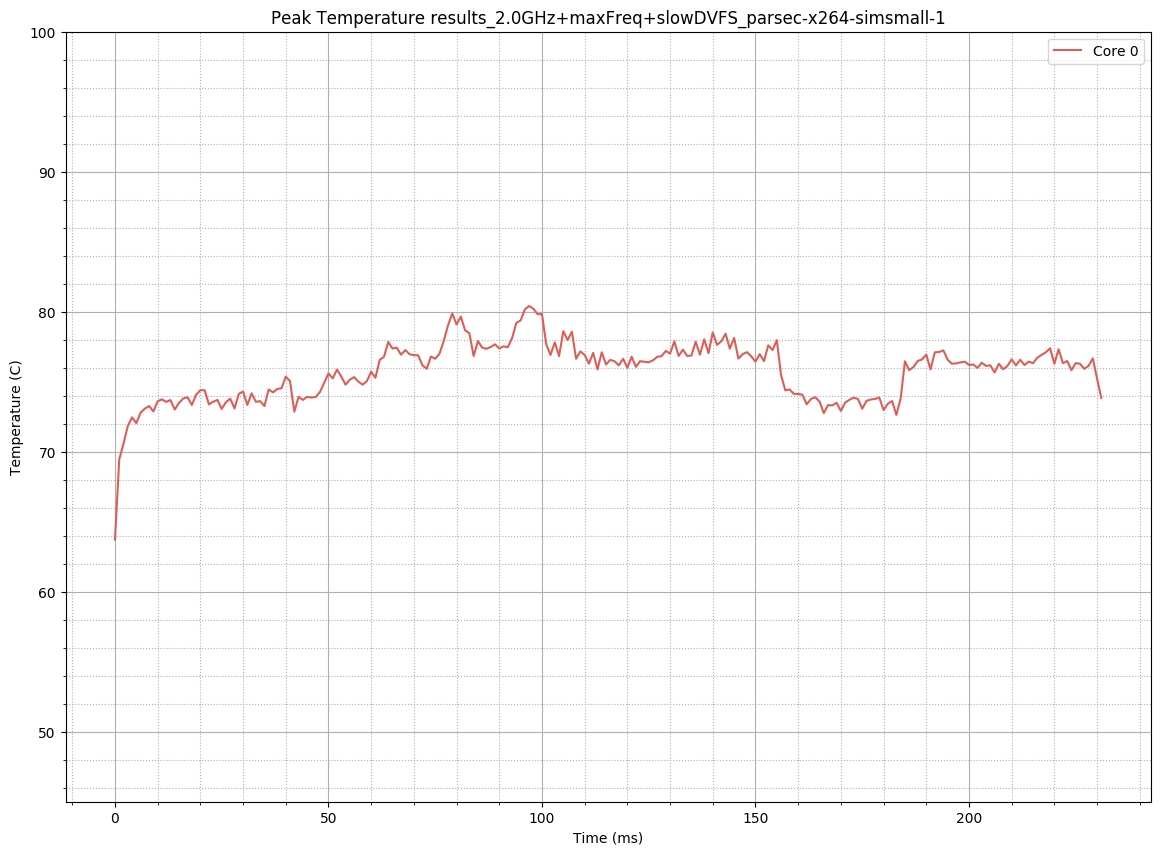 Peak Temperature results_2.0GHz+maxFreq+slowDVFS_parsec-x264-simsmall-1
Core 0
100
90
80
70
60
50
Temperature (C)
0 50 100 150 200
Time (ms)